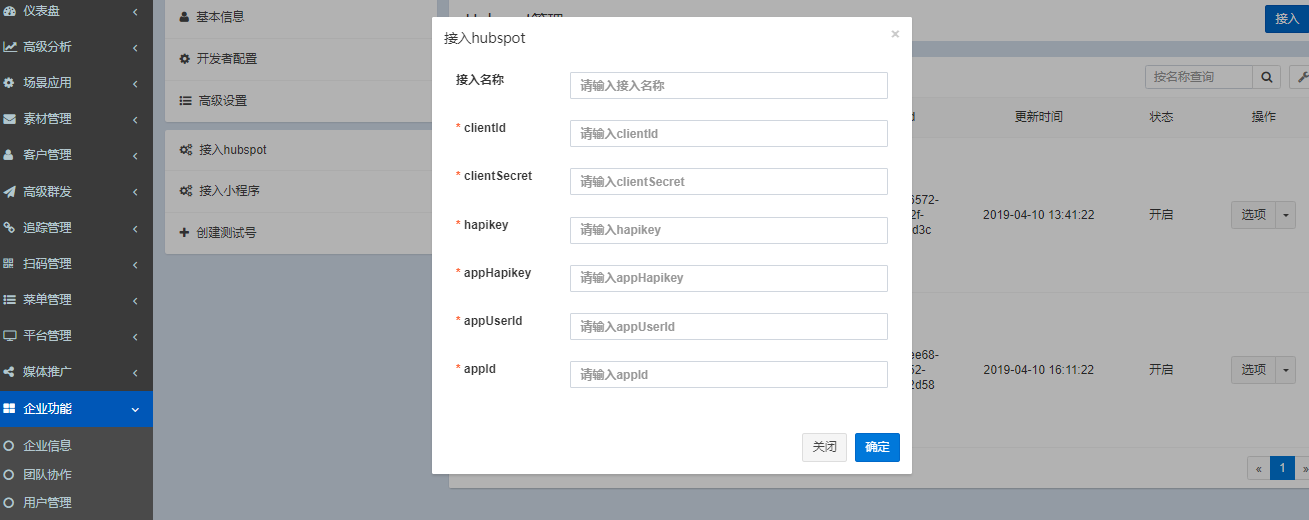 仪表盘
高级分析
场景应用
素材管理
客户管理
高级群发
追踪管理
扫码管理
菜单管理
平台管理
媒体推广
企业功能
企业信息
团队协作
用户管理
基本信息
开发者配置
高级设置
接入hubspot
接入小程序
创建测试号
接入
按名称查询
更新时间 状态 操作
6572-
2f-
d3c
2019-04-10 13:41:22 开启 选项
ee68-
52-
2d58
2019-04-10 16:11:22 开启 选项
« 1 »
接入hubspot ×
接入名称 请输入接入名称
* clientId 请输入clientId
* clientSecret 请输入clientSecret
* hapikey 请输入hapikey
* appHapikey 请输入appHapikey
* appUserId 请输入appUserId
* appId 请输入appId
关闭 确定